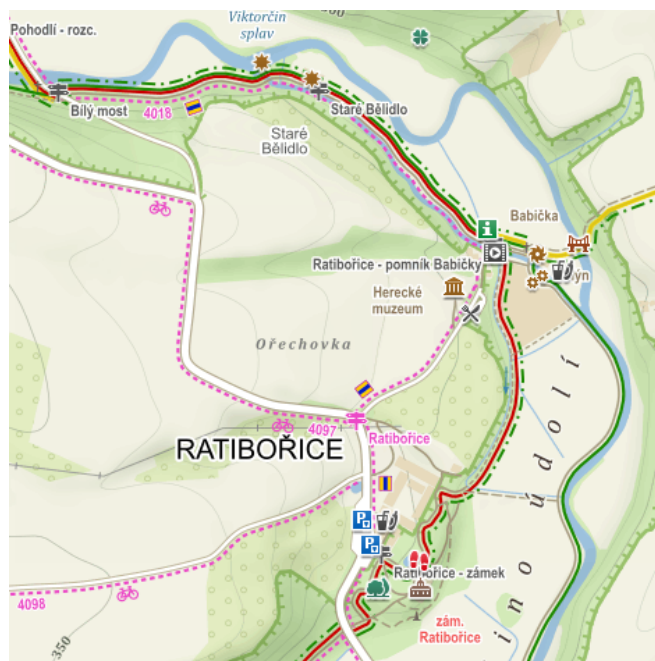 Viktorčin
splav
Pohodlí - rozc.
Bílý most
4018
Staré Bělidlo
Staré
Bělidlo
Babička
Ratibořice - pomník Babičky
Herecké
muzeum
Ořechovka
4097
Ratibořice
RATIBOŘICE
údolí
Ratibořice - zámek
4098
zám.
Ratibořice
350